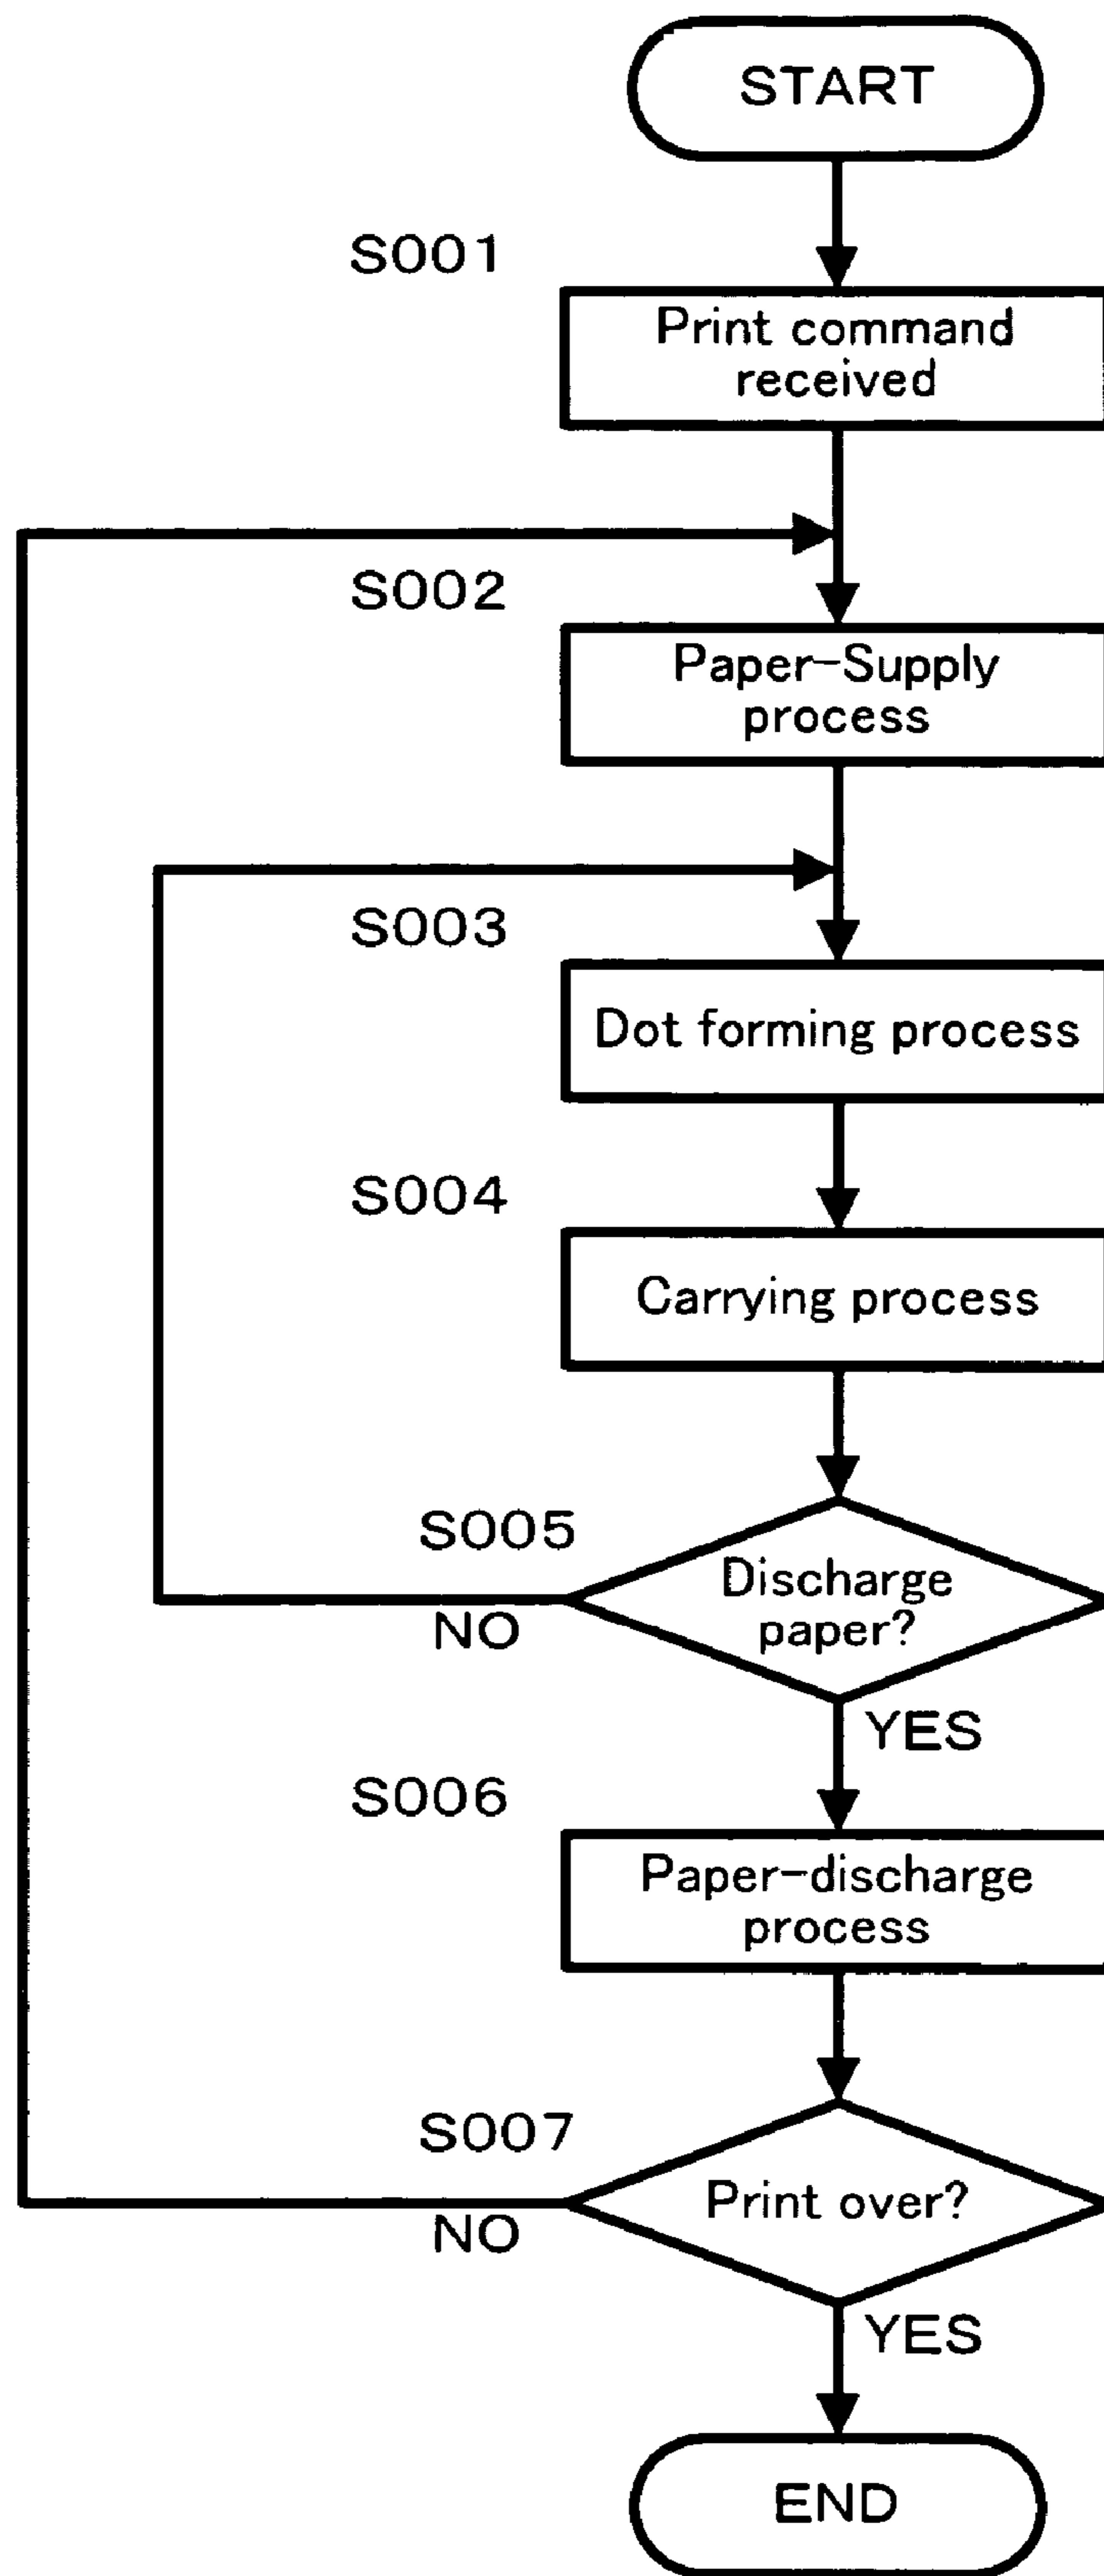 START
S001
Print command
received
S002
Paper-Supply
process
S003
Dot forming process
S004
Carrying process
S005
Discharge
paper?
NO
YES
S006
Paper-discharge
process
S007
Print over?
NO
YES
END